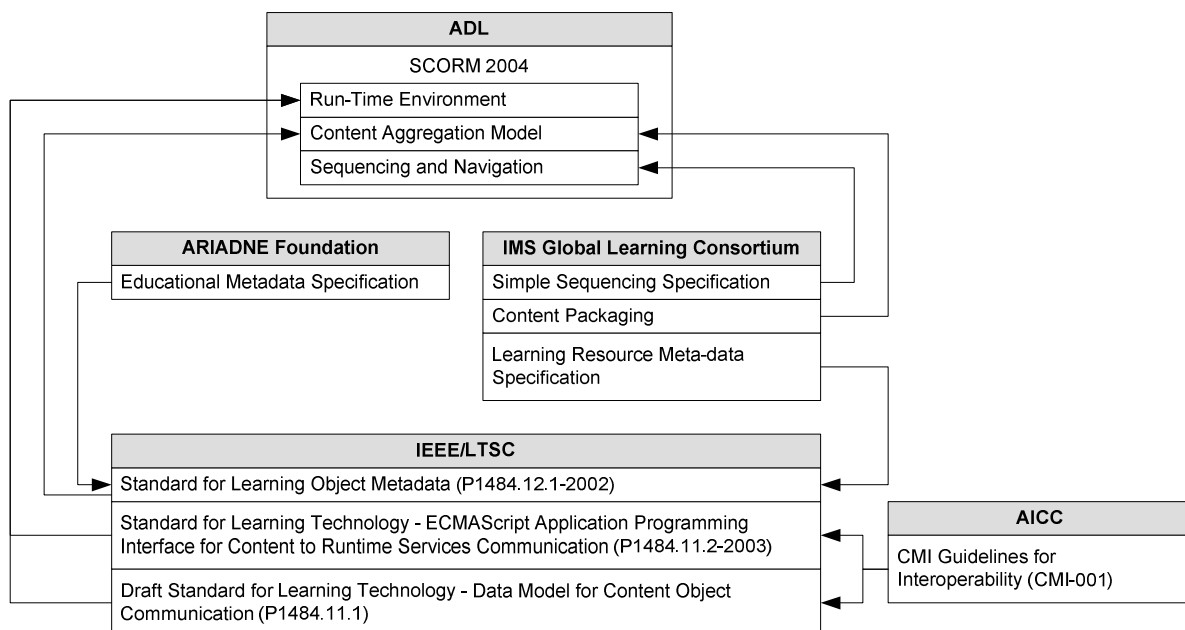 ADL
SCORM 2004
Run-Time Environment
Content Aggregation Model
Sequencing and Navigation
ARIADNE Foundation
Educational Metadata Specification
IMS Global Learning Consortium
Simple Sequencing Specification
Content Packaging
Learning Resource Meta-data
Specification
IEEE/LTSC
Standard for Learning Object Metadata (P1484.12.1-2002)
Standard for Learning Technology - ECMAScript Application Programming
Interface for Content to Runtime Services Communication (P1484.11.2-2003)
Draft Standard for Learning Technology - Data Model for Content Object
Communication (P1484.11.1)
AICC
CMI Guidelines for
Interoperability (CMI-001)